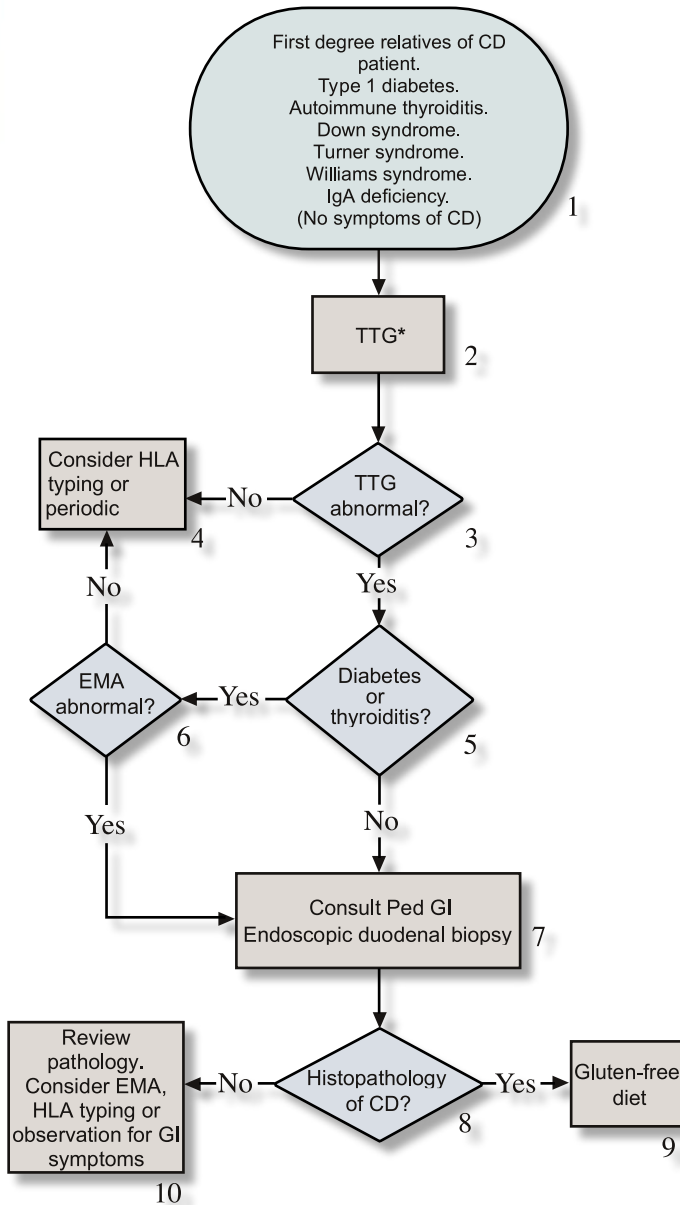 First degree relatives of CD
patient.
Type 1 diabetes.
Autoimmune thyroiditis.
Down syndrome.
Turner syndrome.
Williams syndrome.
IgA deficiency.
(No symptoms of CD)
1
TTG*
2
TTG
abnormal?
3
No
Consider HLA
typing or
periodic
4
Yes
No
Diabetes
or
thyroiditis?
5
Yes
EMA
abnormal?
6
Yes
No
Consult Ped GI
Endoscopic duodenal biopsy
7
Histopathology
of CD?
8
No
Review
pathology.
Consider EMA,
HLA typing or
observation for GI
symptoms
10
Yes
Gluten-free
diet
9